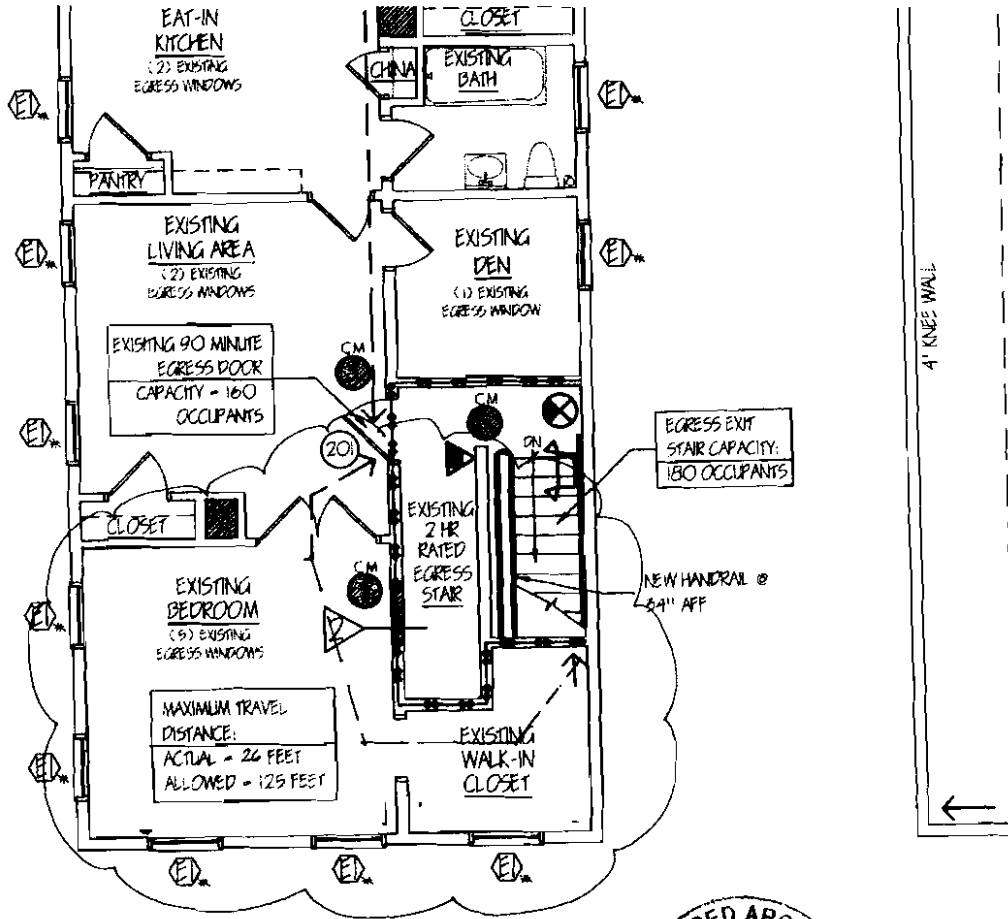 EAT-IN
KITCHEN
(2) EXISTING
EGRESS WINDOWS
CLOSET
CHINA
EXISTING
BATH
PANTRY
EXISTING
LIVING AREA
(2) EXISTING
EGRESS WINDOWS
EXISTING
DEN
(1) EXISTING
EGRESS WINDOW
4' KNEE WALL
EXISITNG 90 MINUTE
EGRESS DOOR
CAPACITY = 160
OCCUPANTS
CM
CM
201
DN
EGRESS EXIT
STAIR CAPACITY:
180 OCCUPANTS
CLOSET
EXISTING
2 HR
RATED
EGRESS
STAIR
CM
NEW HANDRAIL @
34" AFF
EXISTING
BEDROOM
(5) EXISTING
EGRESS WINDOWS
MAXIMUM TRAVEL
DISTANCE:
ACTUAL = 26 FEET
ALLOWED = 125 FEET
EXISTING
WALK-IN
CLOSET